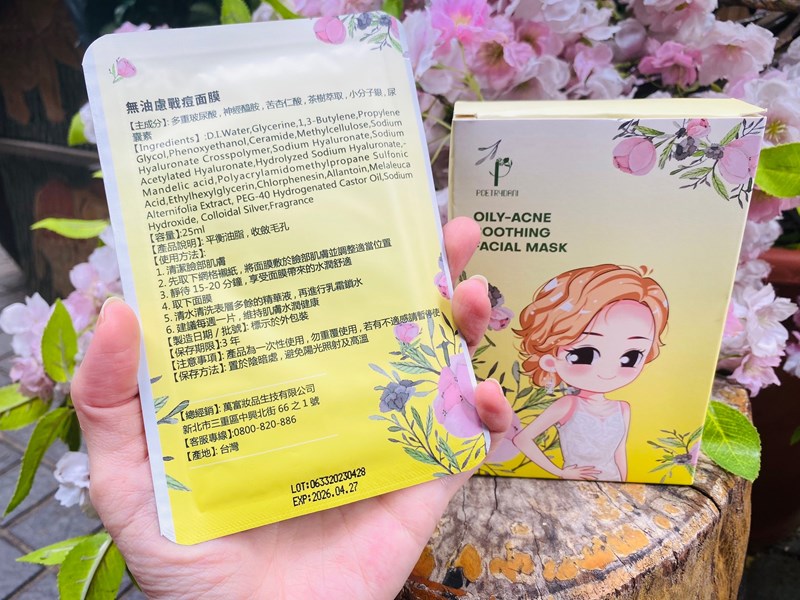 無油慮戰痘面膜
【主成分】: 多重玻尿酸 , 神經醯胺 , 苦杏仁酸 , 茶樹萃取 , 小分子銀 , 尿
囊素
【Ingredients】:D.I.Water,Glycerine,1,3-Butylene,Propylene
Glycol,Phenoxyethanol,Ceramide,Methylcellulose,Sodium
Hyaluronate Crosspolymer,Sodium Hyaluronate,Sodium
Acetylated Hyaluronate,Hydrolyzed Sodium Hyaluronate,-
Mandelic acid,Polyacrylamidomethylpropane Sulfonic
Acid,Ethylhexylglycerin,Chlorphenesin,Allantoin,Melaleuca
Alternifolia Extract, PEG-40 Hydrogenated Castor Oil,Sodium
Hydroxide, Colloidal Silver,Fragrance
【容量】:25ml
【產品說明】: 平衡油脂 , 收斂毛孔
【使用方法】:
1. 清潔臉部肌膚
2. 先取下網格襯紙 , 將面膜敷於臉部肌膚並調整適當位置
3. 靜待 15-20 分鐘 , 享受面膜帶來的水潤舒適
4. 取下面膜
5. 清水清洗表層多餘的精華液 , 再進行乳霜鎖水
6. 建議每週一片 , 維持肌膚水潤健康
【製造日期 / 批號】: 標示於外包裝
【保存期限】:3 年
【注意事項】: 產品為一次性使用 , 勿重覆使用 , 若有不適感請暫停使
【保存方法】: 置於陰暗處 , 避免陽光照射及高溫
【總經銷】: 萬富妝品生技有限公司
新北市三重區中興北街 66 之 1 號
【客服專線】:0800-820-886
【產地】: 台灣
LOT:063320230428
EXP:2026.04.27
OILY-ACNE
SOOTHING
FACIAL MASK